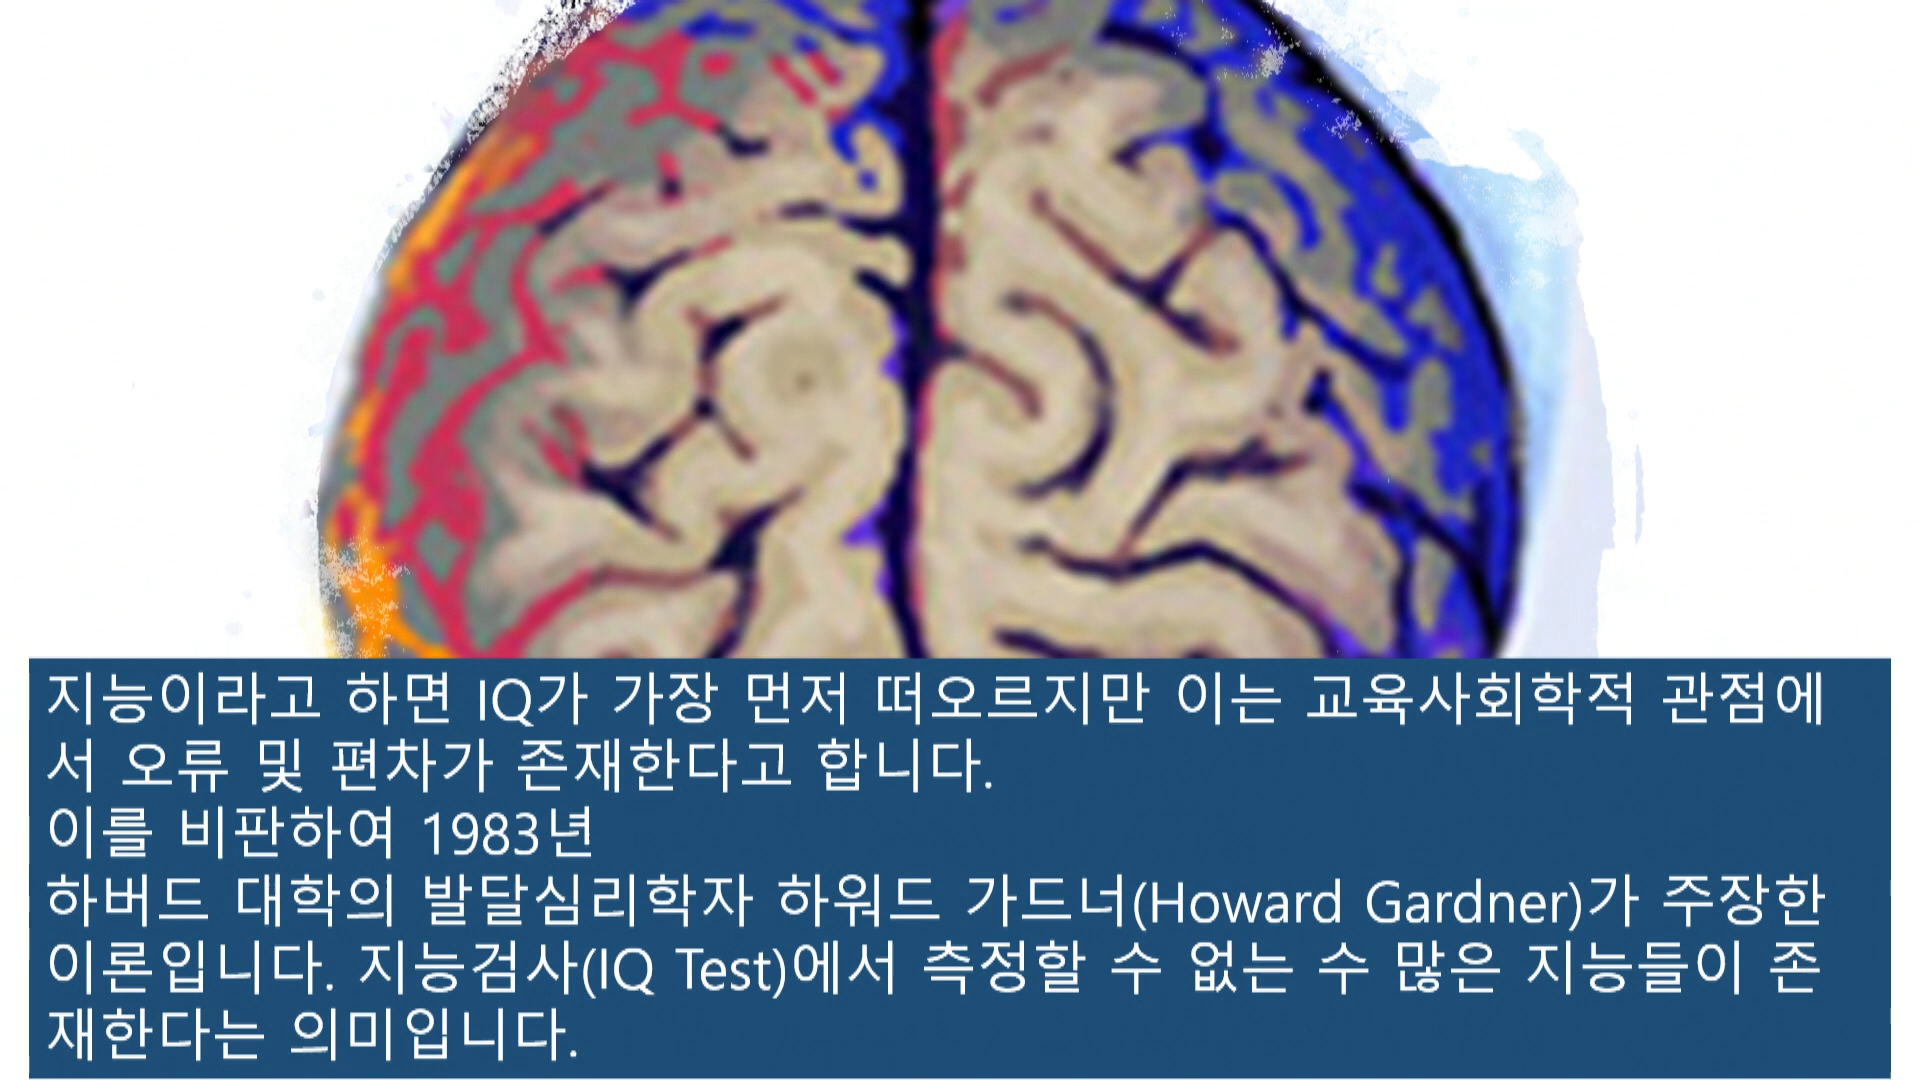 지능이라고 하면 IQ가 가장 먼저 떠오르지만 이는 교육사회학적 관점에
서 오류 및 편차가 존재한다고 합니다.
이를 비판하여 1983년
하버드 대학의 발달심리학자 하워드 가드너(Howard Gardner)가 주장한
이론입니다. 지능검사(IQ Test)에서 측정할 수 없는 수 많은 지능들이 존
재한다는 의미입니다.